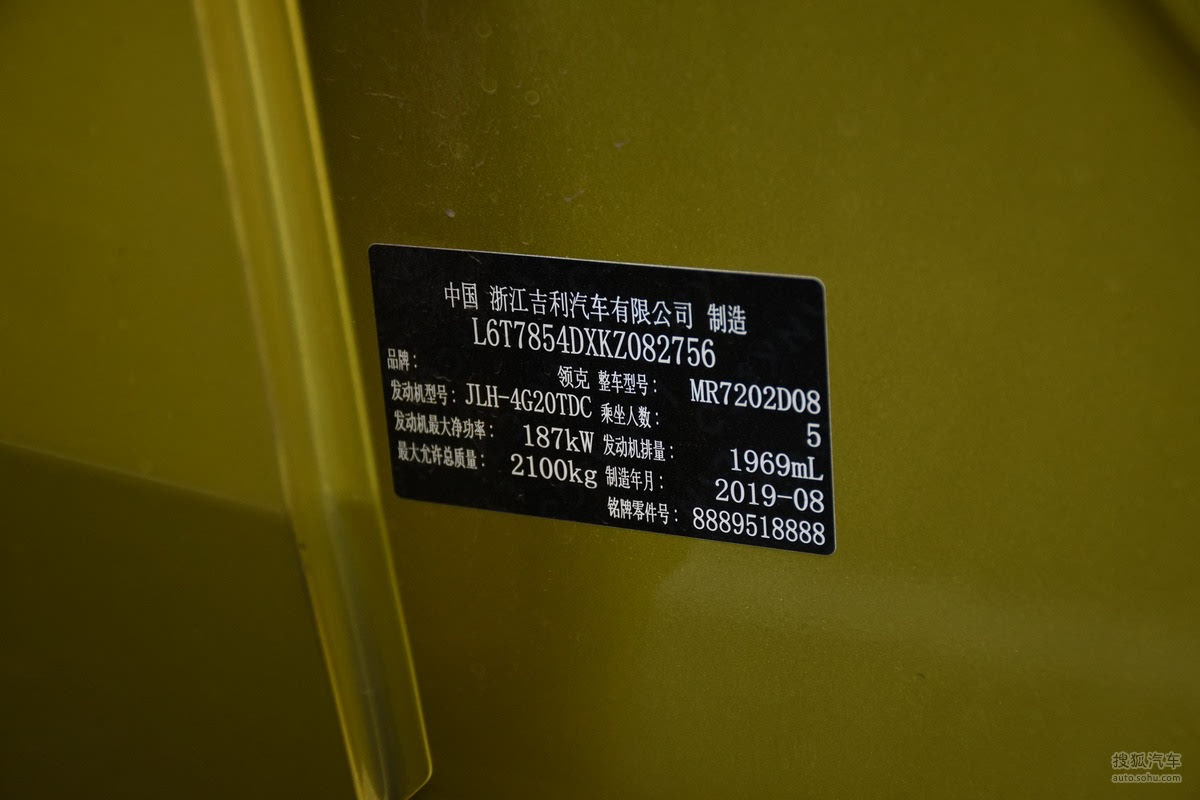 中国 浙江吉利汽车有限公司 制造
L6T7854DXKZ082756
品牌： 领克 整车型号： MR7202D08
发动机型号：JLH-4G20TDC 乘坐人数： 5
发动机最大净功率： 187kW 发动机排量： 1969mL
最大允许总质量： 2100kg 制造年月： 2019-08
铭牌零件号： 8889518888
搜狐汽车
auto.sohu.com